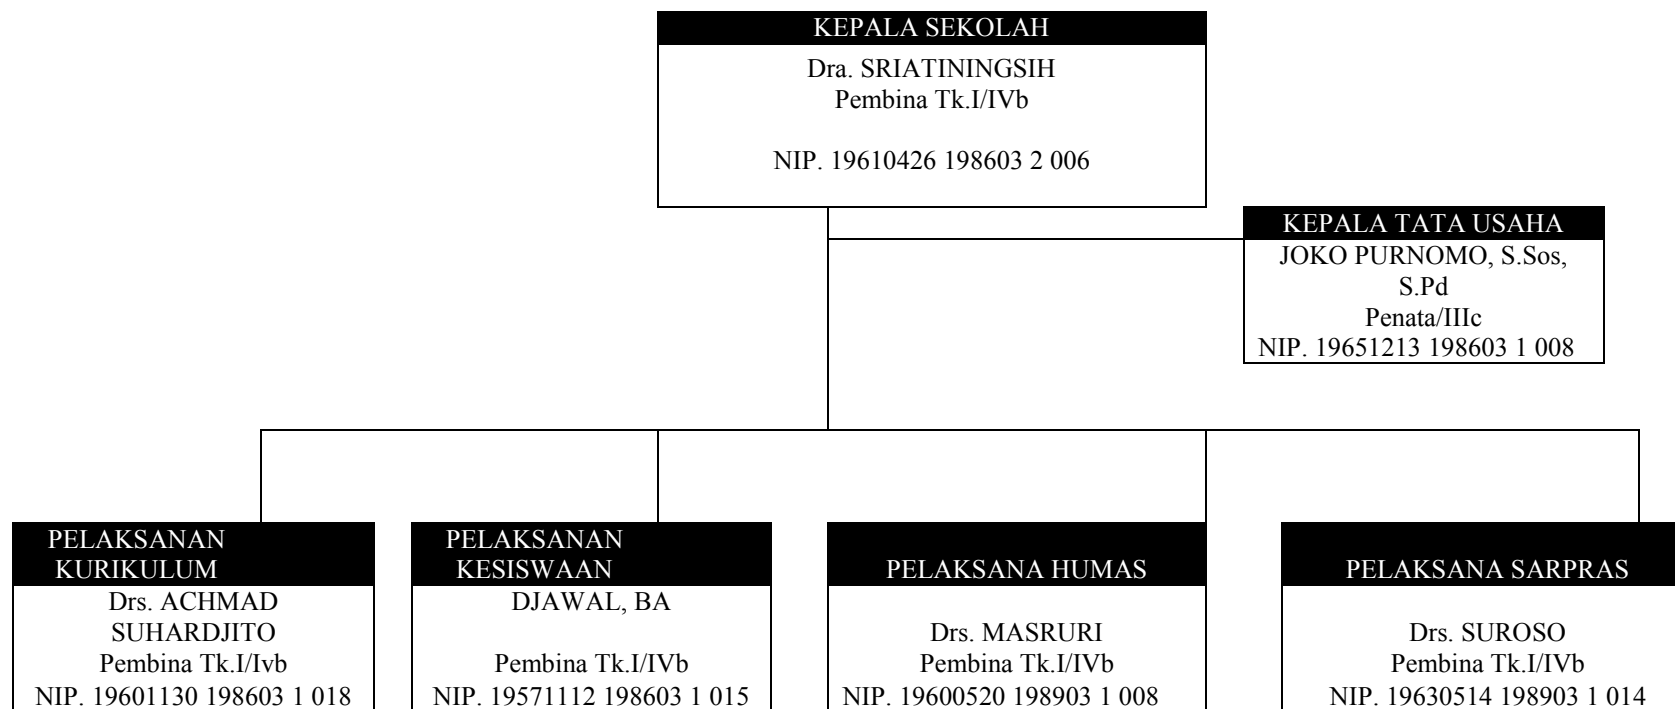 KEPALA SEKOLAH
Dra. SRIATININGSIH
Pembina Tk.I/IVb
NIP. 19610426 198603 2 006
KEPALA TATA USAHA
JOKO PURNOMO, S.Sos,
S.Pd
Penata/IIIc
NIP. 19651213 198603 1 008
PELAKSANAN
KURIKULUM
Drs. ACHMAD
SUHARDJITO
Pembina Tk.I/Ivb
NIP. 19601130 198603 1 018
PELAKSANAN
KESISWAAN
DJAWAL, BA
Pembina Tk.I/IVb
NIP. 19571112 198603 1 015
PELAKSANA HUMAS
Drs. MASRURI
Pembina Tk.I/IVb
NIP. 19600520 198903 1 008
PELAKSANA SARPRAS
Drs. SUROSO
Pembina Tk.I/IVb
NIP. 19630514 198903 1 014